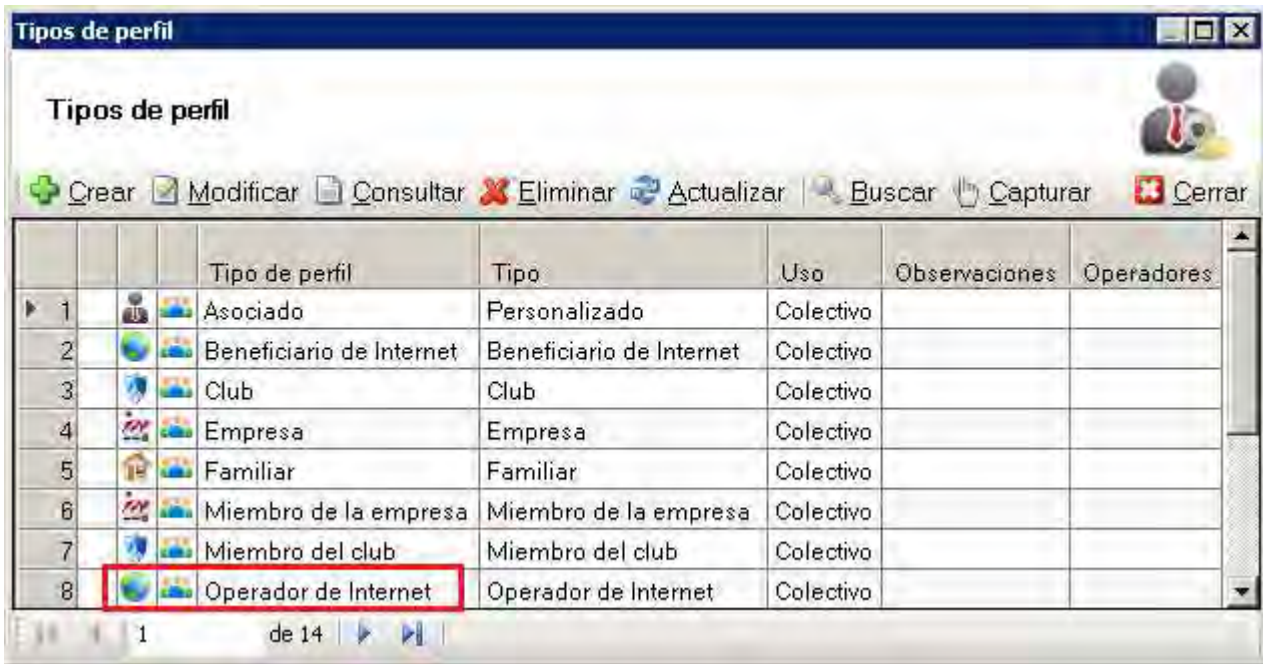 Tipos de perfil
Tipos de perfil
Crear Modificar Consultar Eliminar Actualizar Buscar Capturar Cerrar
Tipo de perfil Tipo Uso Observaciones Operadores
1 Asociado Personalizado Colectivo
2 Beneficiario de Internet Beneficiario de Internet Colectivo
3 Club Club Colectivo
4 Empresa Empresa Colectivo
5 Familiar Familiar Colectivo
6 Miembro de la empresa Miembro de la empresa Colectivo
7 Miembro del club Miembro del club Colectivo
8 Operador de Internet Operador de Internet Colectivo
1 de 14